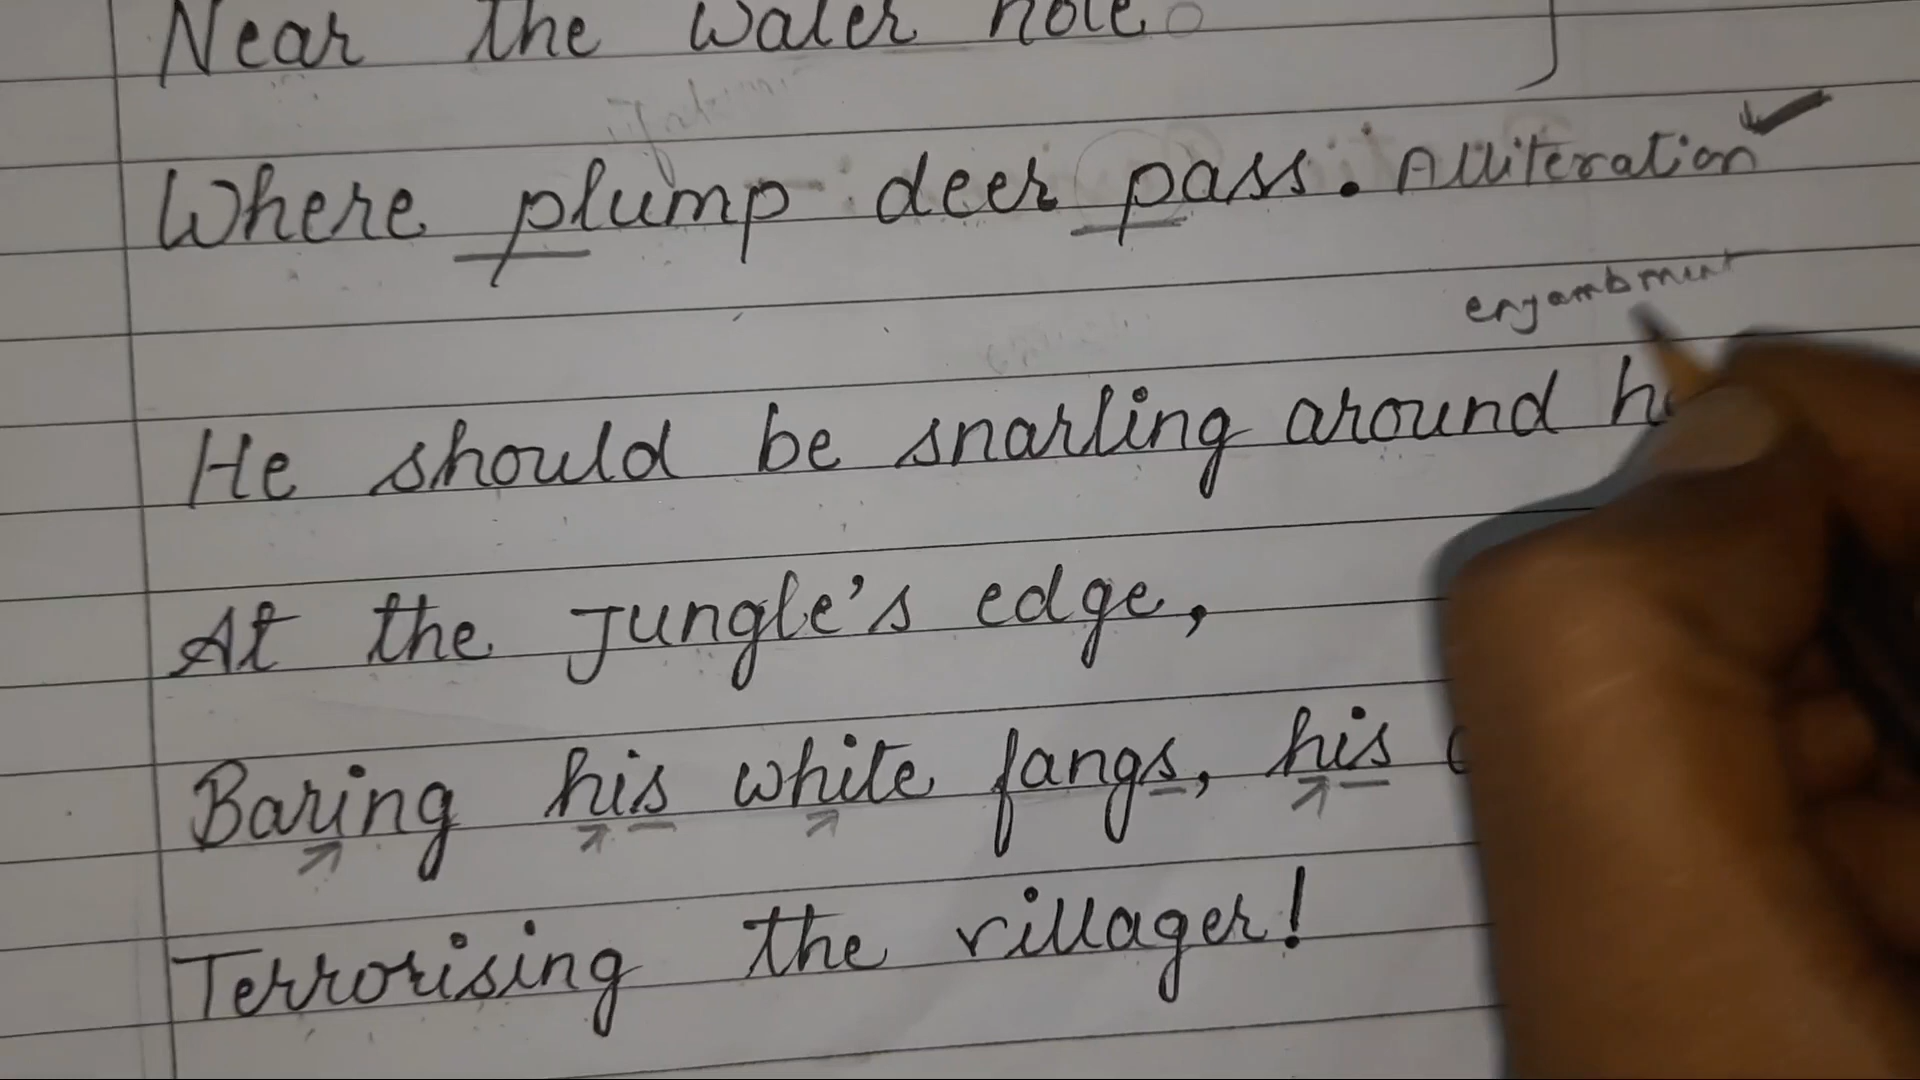 Near the water hole
Where plump deer pass. Alliteration
enjambment
He should be snarling around
At the Jungle's edge,
Baring his white fangs, his
Terrorising the villager!